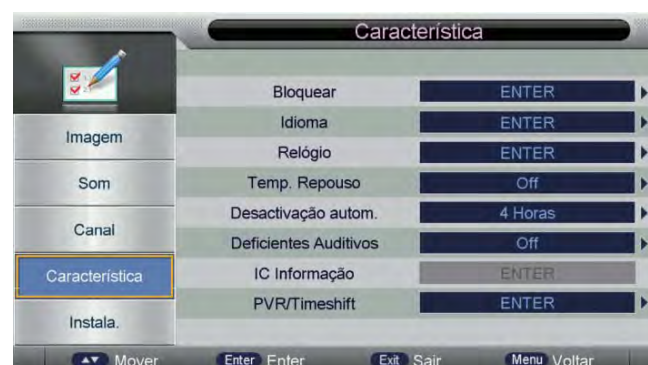 Característica
Bloquear ENTER
Idioma ENTER
Relógio ENTER
Temp. Repouso Off
Desactivação autom. 4 Horas
Deficientes Auditivos Off
IC Informação ENTER
PVR/Timeshift ENTER
Imagem
Som
Canal
Característica
Instala.
Mover Enter Enter Exit Sair Menu Voltar